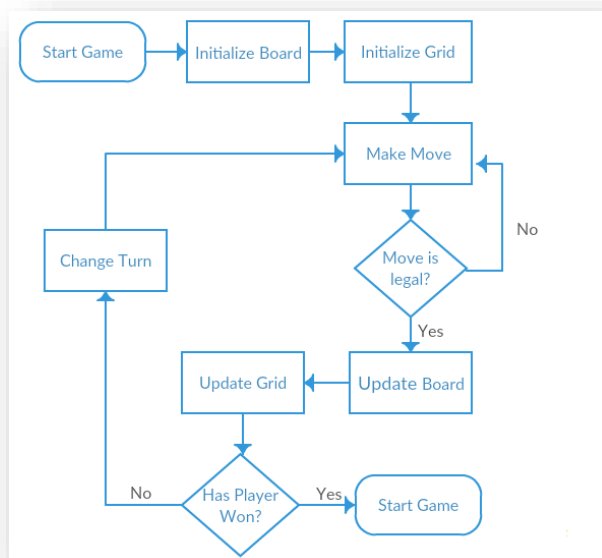 Start Game
Initialize Board
Initialize Grid
Make Move
No
Change Turn
Move is
legal?
Yes
Update Grid
Update Board
No
Has Player
Won?
Yes
Start Game